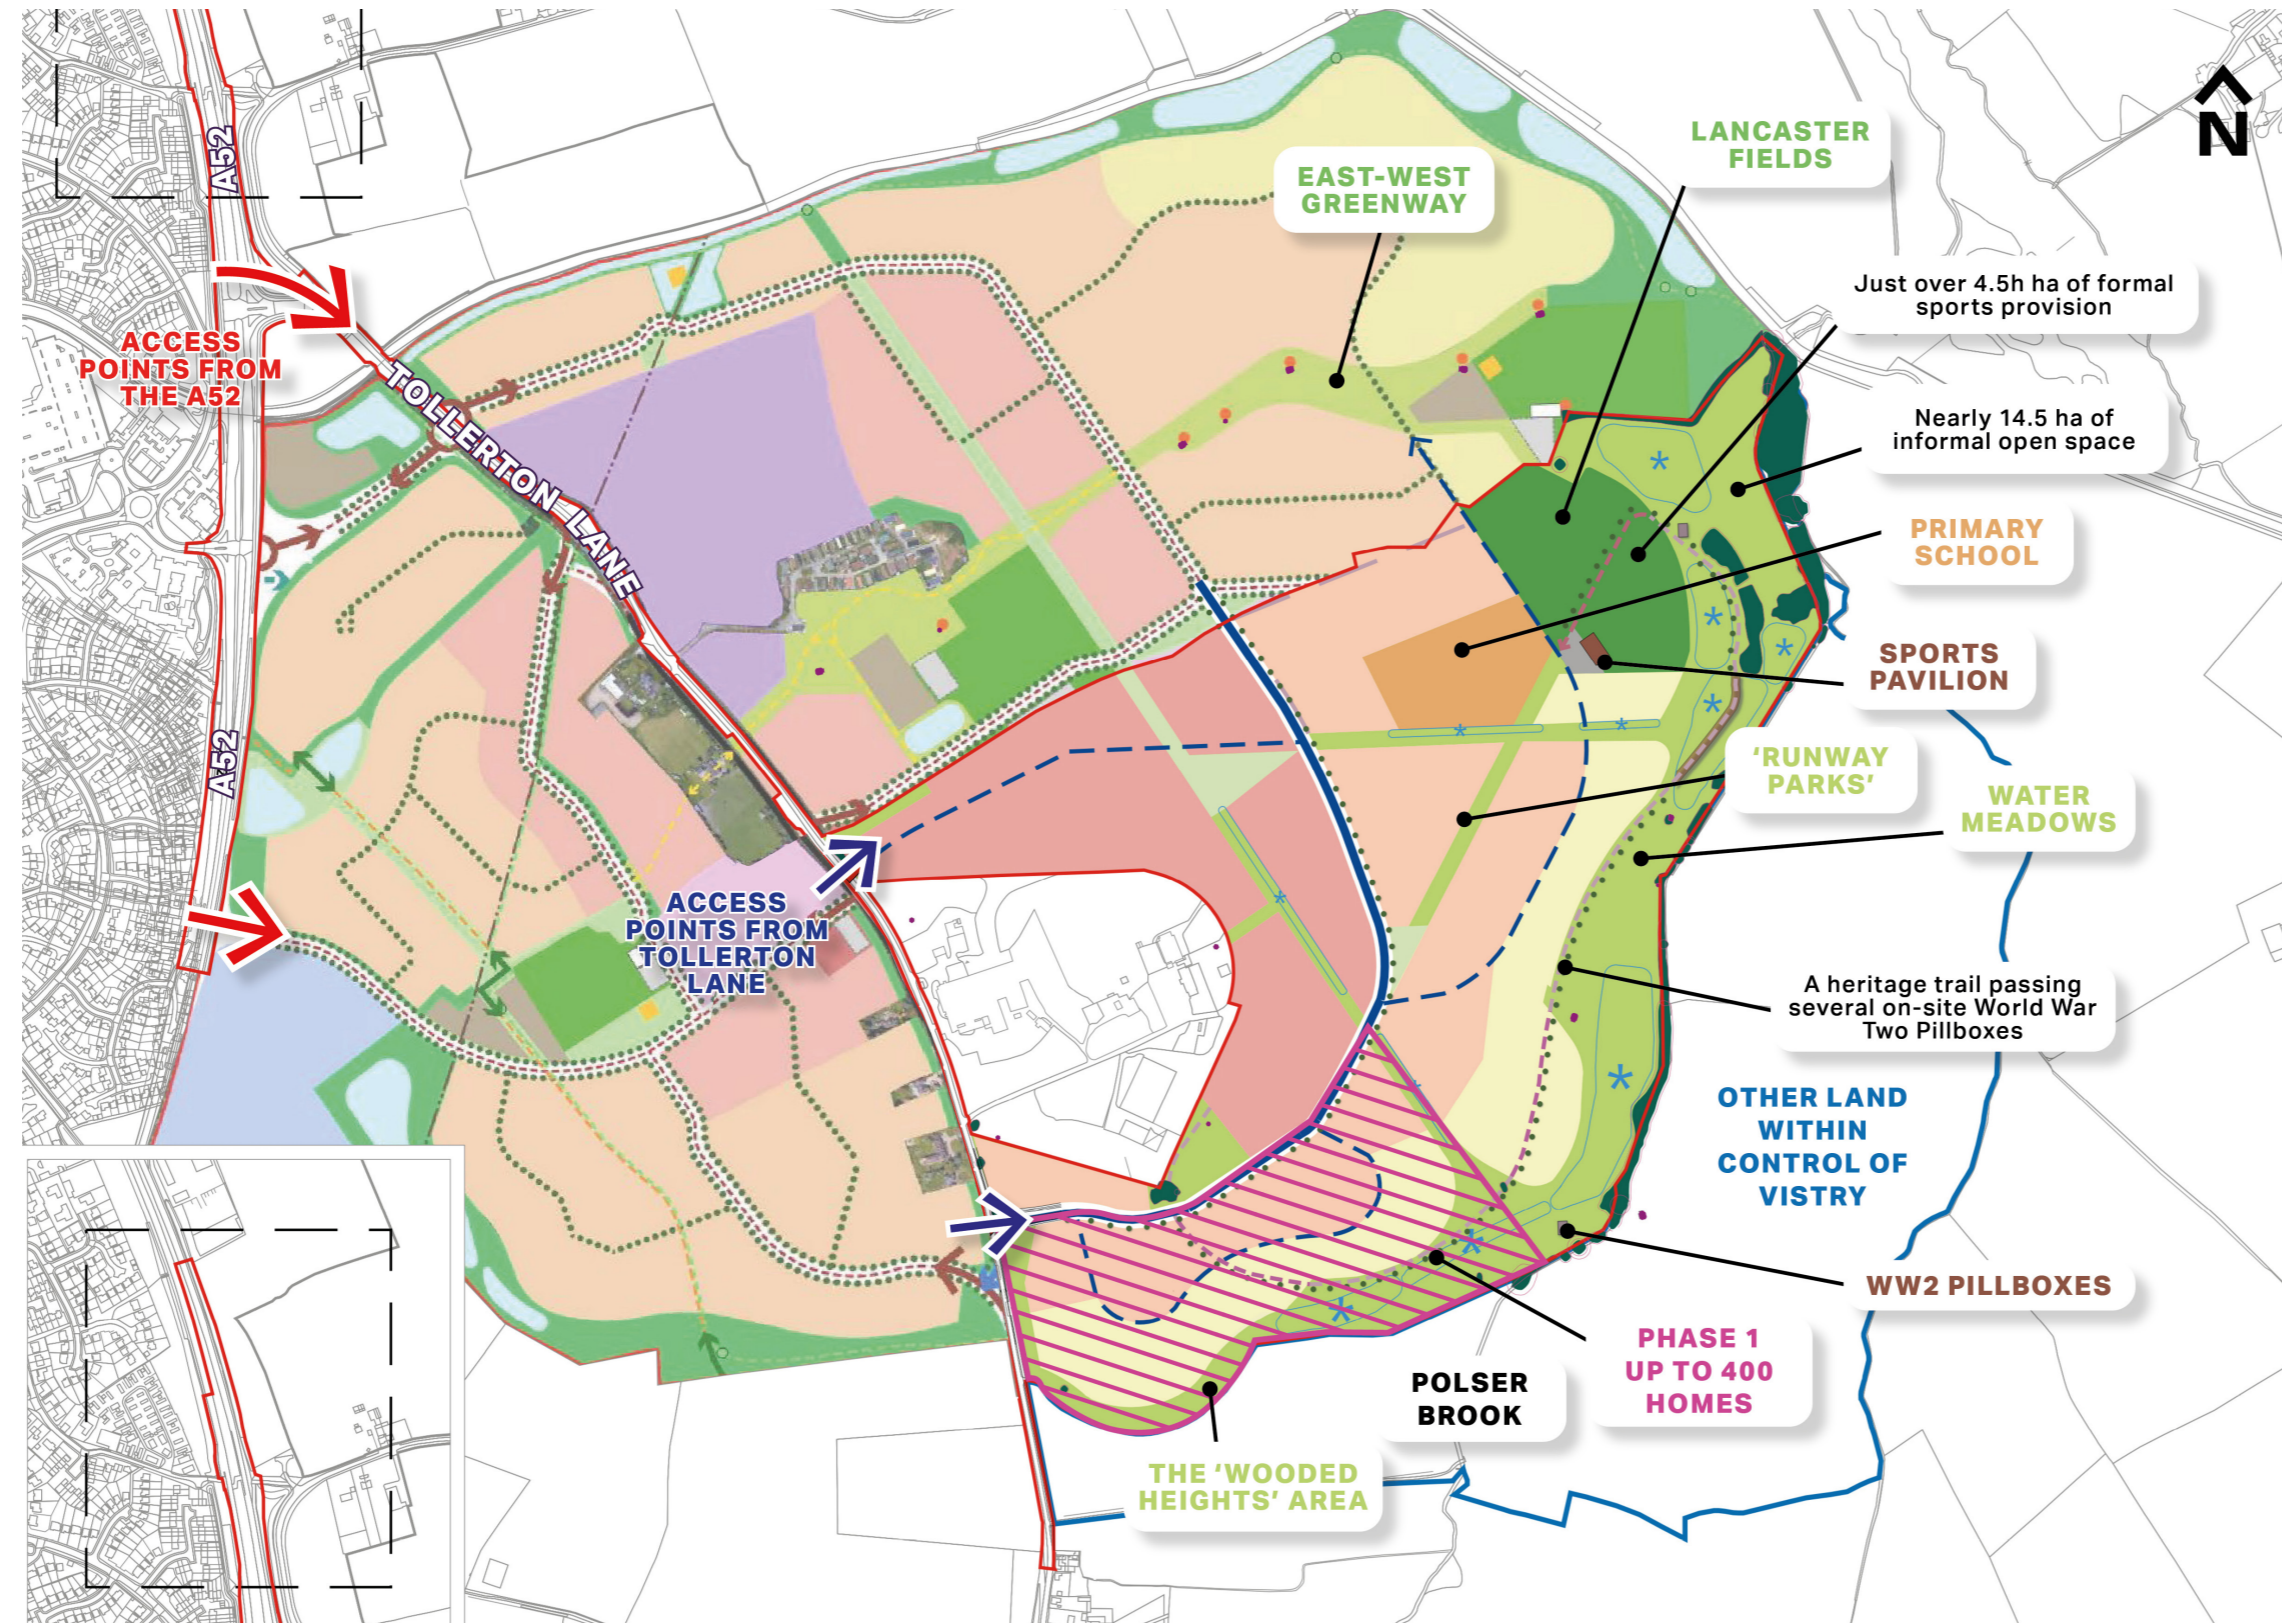 A52
N
LANCASTER
FIELDS
EAST-WEST
GREENWAY
Just over 4.5h ha of formal
sports provision
ACCESS
POINTS FROM
THE A52
TOLLERTON LANE
Nearly 14.5 ha of
informal open space
PRIMARY
SCHOOL
SPORTS
PAVILION
'RUNWAY
PARKS'
A52
WATER
MEADOWS
ACCESS
POINTS FROM
TOLLERTON
LANE
A heritage trail passing
several on-site World War
Two Pillboxes
OTHER LAND
WITHIN
CONTROL OF
VISTRY
WW2 PILLBOXES
PHASE 1
UP TO 400
HOMES
POLSER
BROOK
THE 'WOODED
HEIGHTS' AREA